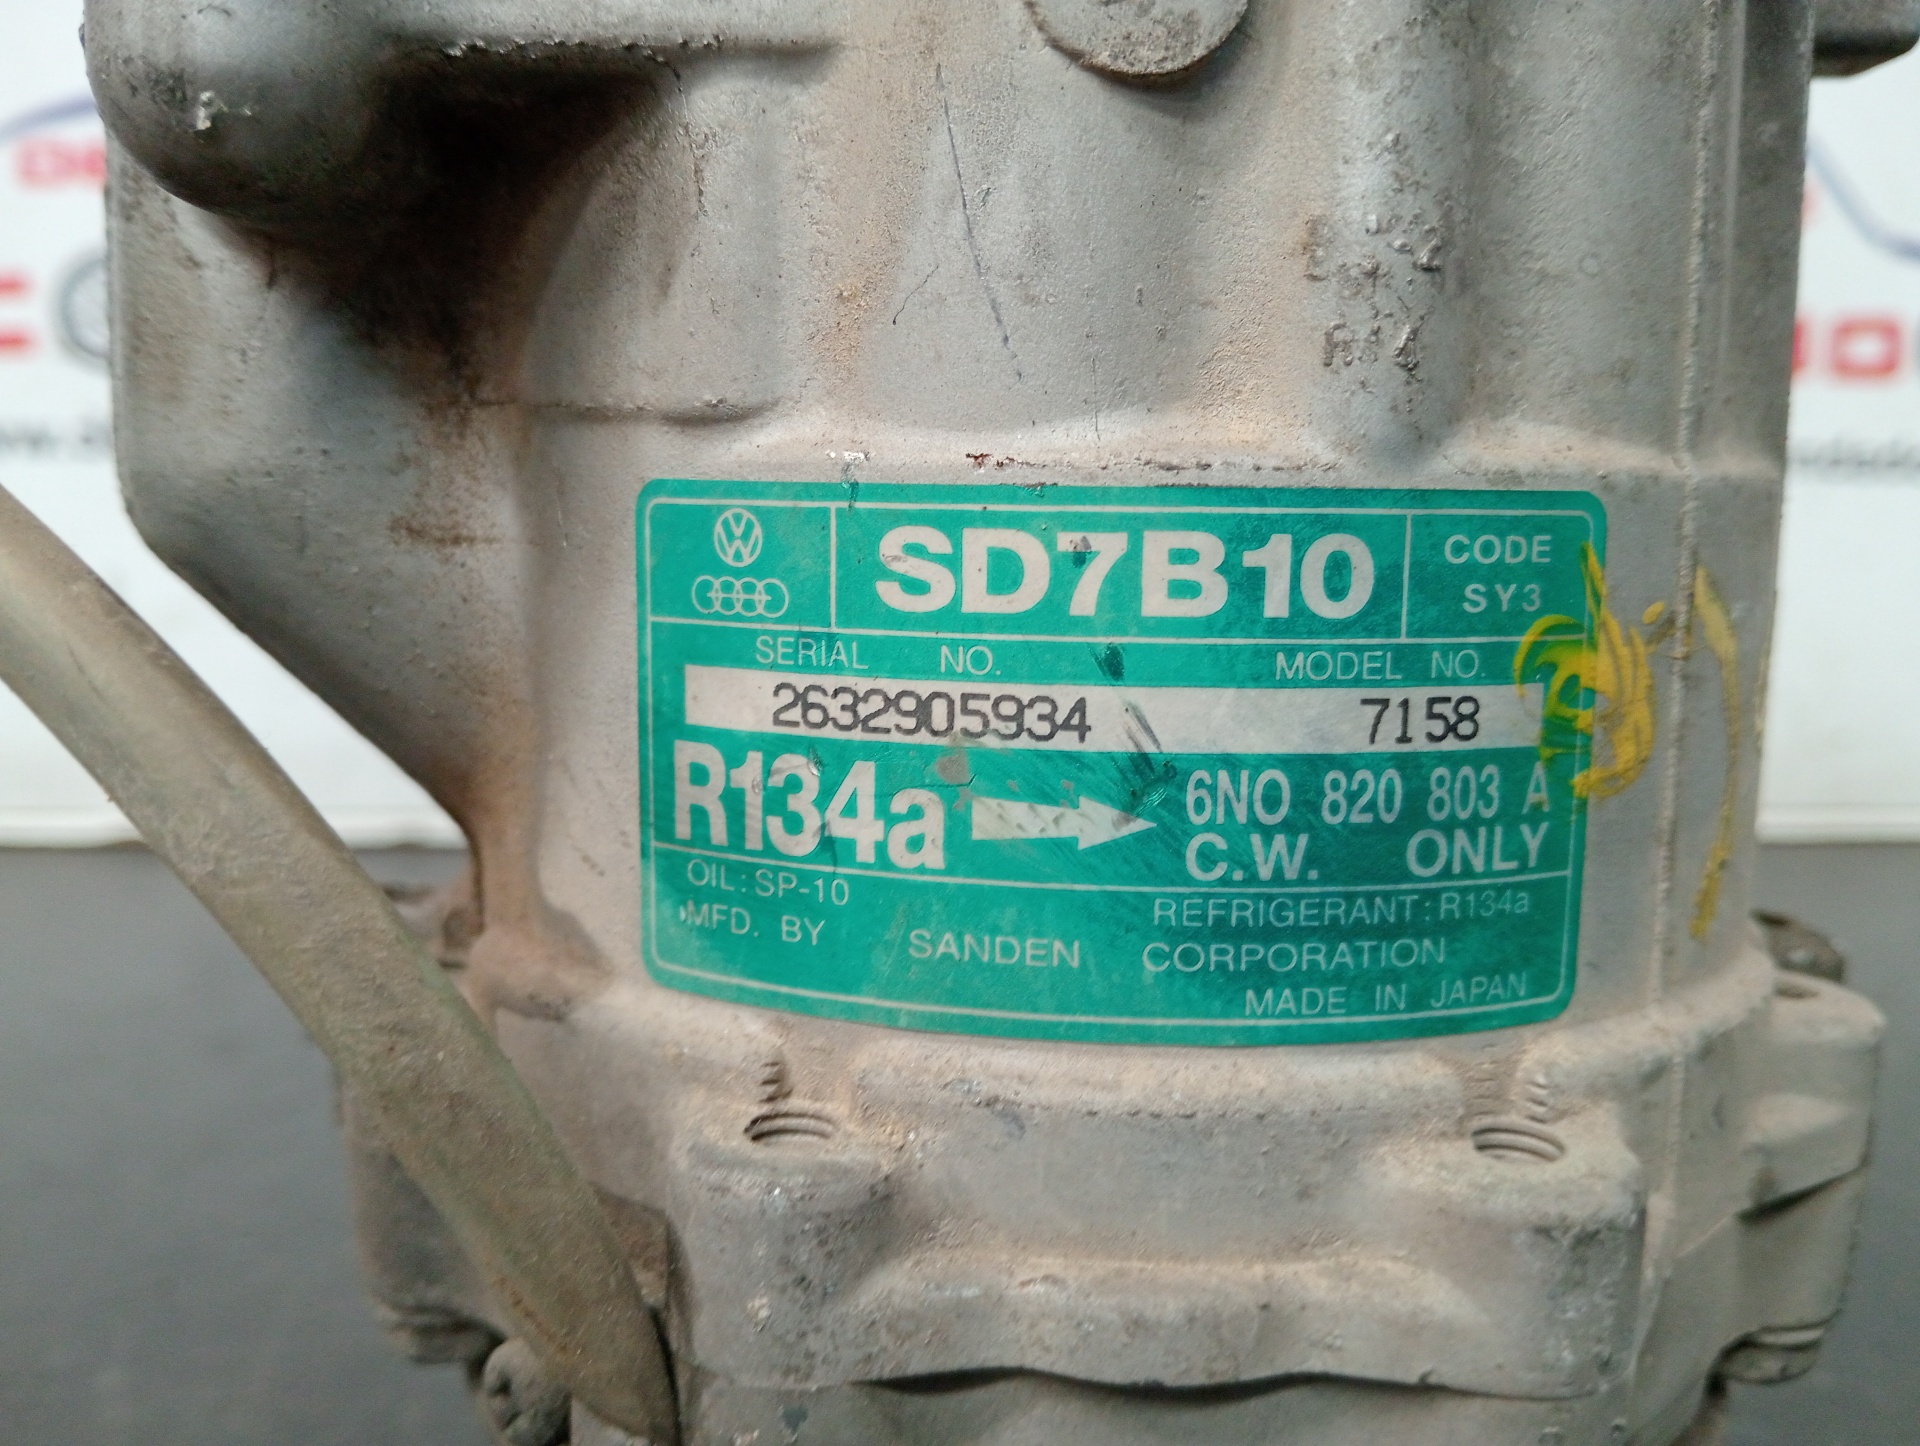 SD7B10
CODE
SY3
SERIAL NO. MODEL NO.
2632905934 7158
R134a
6N0 820 803 A
C.W. ONLY
OIL: SP-10
REFRIGERANT: R134a
MFD. BY
SANDEN CORPORATION
MADE IN JAPAN